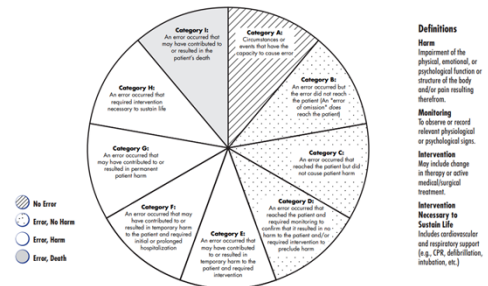 Category I:
An error occurred that
may have contributed to
or resulted in the
patient's death
Category A:
Circumstances or
events that have the
capacity to cause error
Category B:
An error occurred but
the error did not reach
the patient (An "error
of omission" does
reach the patient)
Category C:
An error occurred that
reached the patient but did
not cause patient harm
Category D:
An error occurred that
reached the patient and
required monitoring to
confirm that it resulted in no
harm to the patient and/or
required intervention to
preclude harm
Category E:
An error occurred that
may have contributed to
or resulted in
temporary harm to the
patient and required
intervention
Category F:
An error occurred that may
have contributed to or
resulted in temporary harm
to the patient and required
initial or prolonged
hospitalization
Category G:
An error occurred that
may have contributed to
or resulted in permanent
patient harm
Category H:
An error occurred that
required intervention
necessary to sustain life
No Error
Error, No Harm
Error, Harm
Error, Death
Definitions
Harm
Impairment of the
physical, emotional, or
psychological function or
structure of the body
and/or pain resulting
therefrom.
Monitoring
To observe or record
relevant physiological
or psychological signs.
Intervention
May include change
in therapy or active
medical/surgical
treatment.
Intervention
Necessary to
Sustain Life
Includes cardiovascular
and respiratory support
(e.g., CPR, defibrillation,
intubation, etc.)